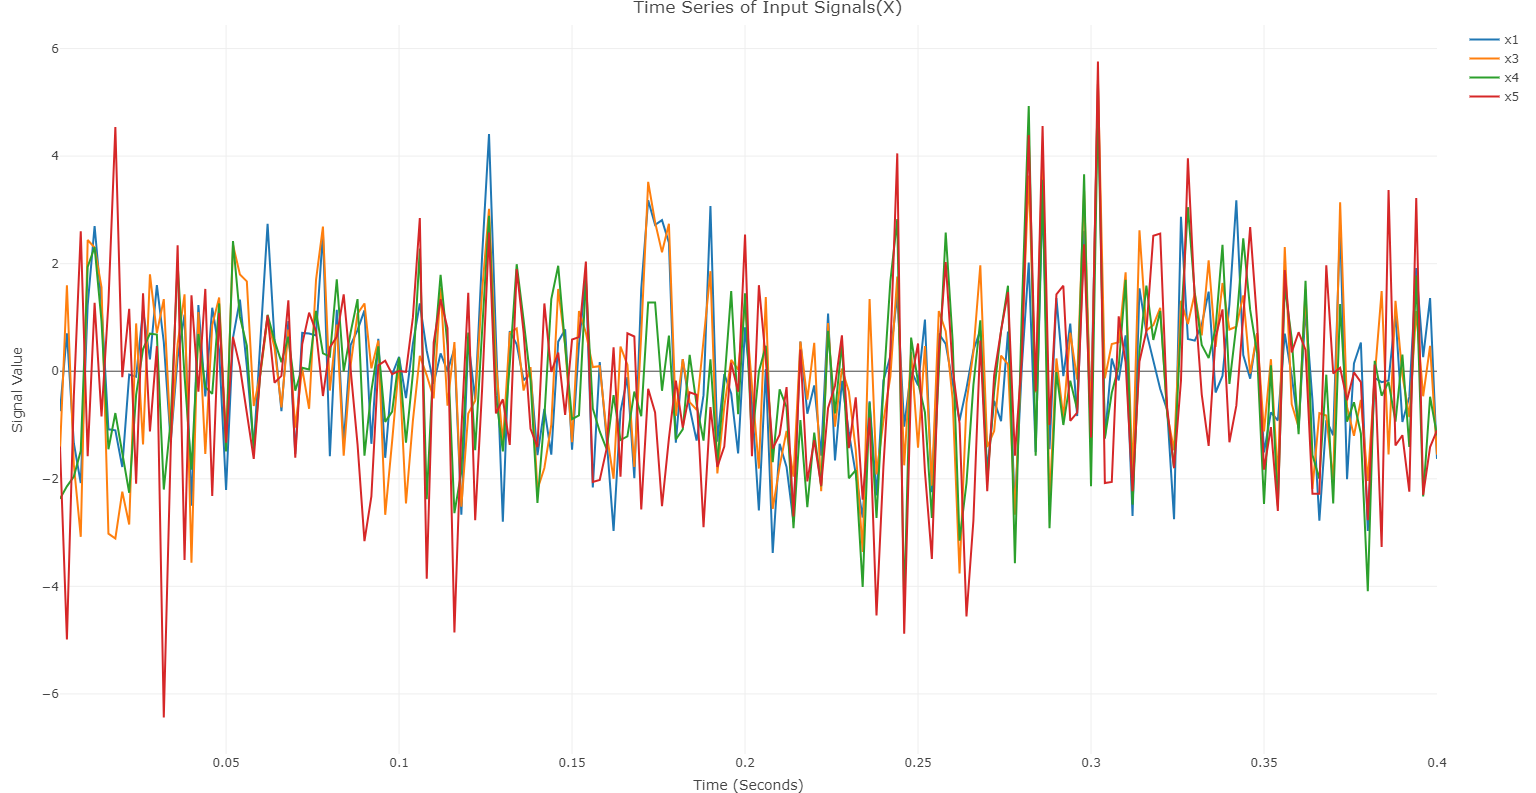 Time Series of Input Signals(X)
x1
x3
x4
x5
6
4
2
0
−2
−4
−6
Signal Value
0.05
0.1
0.15
0.2
0.25
0.3
0.35
0.4
Time (Seconds)